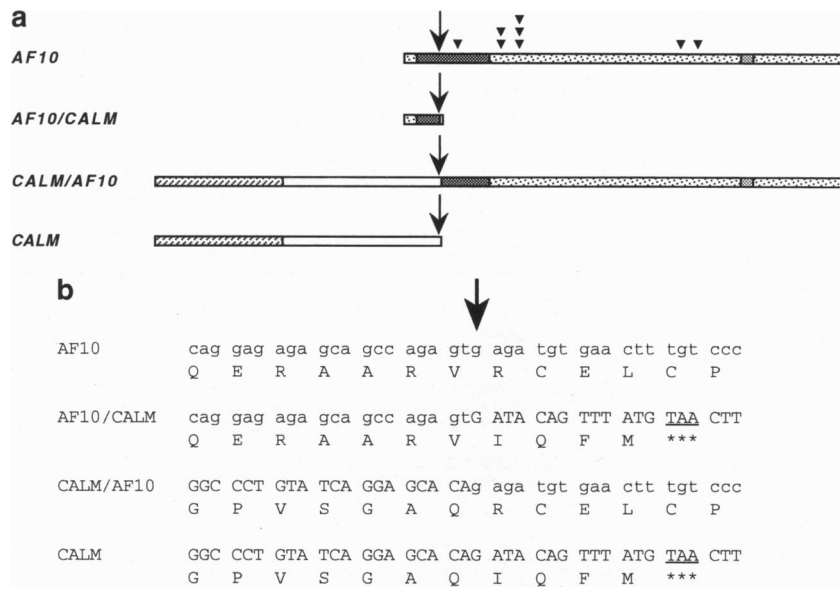 a
AF10
AF10/CALM
CALM/AF10
CALM
b
AF10 cag gag aga gca gcc aga gtg aga tgt gaa ctt tgt ccc
Q E R A A R V R C E L C P
AF10/CALM cag gag aga gca gcc aga gtG ATA CAG TTT ATG TAA CTT
Q E R A A R V I Q F M ***
CALM/AF10 GGC CCT GTA TCA GGA GCA CAg aga tgt gaa ctt tgt ccc
G P V S G A Q R C E L C P
CALM GGC CCT GTA TCA GGA GCA CAG ATA CAG TTT ATG TAA CTT
G P V S G A Q I Q F M ***